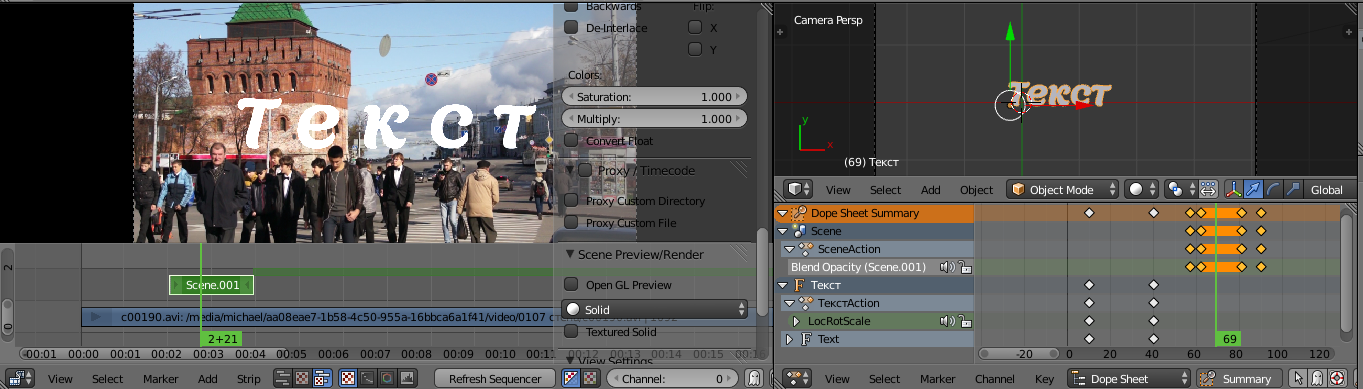 Backwards
Flip:
De-Interlace
X
Y
Colors:
Saturation: 1.000
Multiply: 1.000
Convert Float
Proxy / Timecode
Proxy Custom Directory
Proxy Custom File
Scene Preview/Render
Open GL Preview
Solid
Textured Solid
View Settings
Текст
2
0
Scene.001
c00190.avi: /media/michael/aa08eae7-1b58-4c50-955a-16bbca6a1f41/video/0107
2+21
-00:01 00:00 00:01 00:02 00:03 00:04 00:05 00:06 00:07 00:08 00:09 00:10 00:11 00:12 00:13 00:14 00:15 00:16
View Select Marker Add Strip Refresh Sequencer Channel: 0
Camera Persp
Текст
y
x
(69) Текст
View Select Add Object Object Mode Global
Dope Sheet Summary
Scene
SceneAction
Blend Opacity (Scene.001)
Текст
ТекстAction
LocRotScale
Text
-20 0 20 40 60 69 80 100 120
View Select Marker Channel Key Dope Sheet Summary